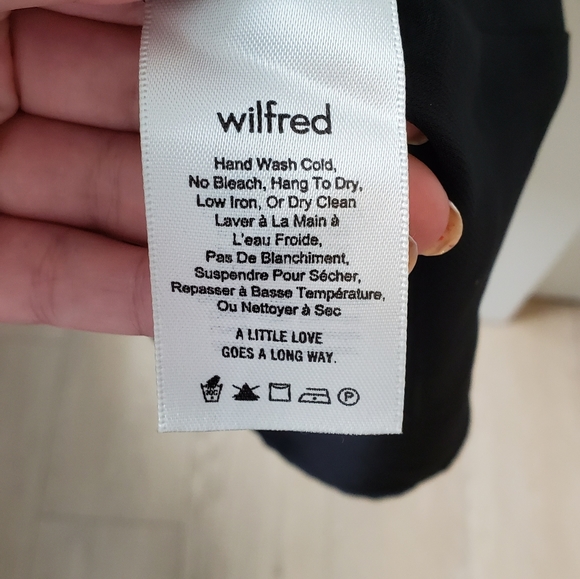 wilfred
Hand Wash Cold,
No Bleach, Hang To Dry,
Low Iron, Or Dry Clean
Laver à La Main à
L'eau Froide,
Pas De Blanchiment,
Suspendre Pour Sécher,
Repasser à Basse Température,
Ou Nettoyer à Sec
A LITTLE LOVE
GOES A LONG WAY.
30C P